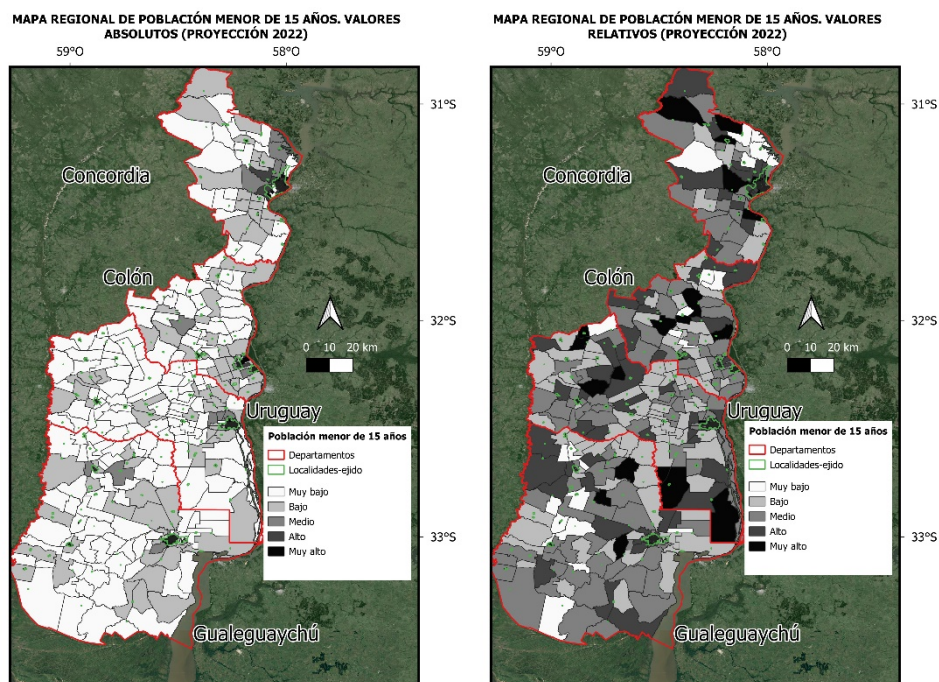 MAPA REGIONAL DE POBLACIÓN MENOR DE 15 AÑOS. VALORES
ABSOLUTOS (PROYECCIÓN 2022)
59°O 58°O
31°S
Concordia
Colón
32°S
0 10 20 km
Uruguay
Población menor de 15 años
Departamentos
Localidades-ejido
Muy bajo
Bajo
Medio
Alto
Muy alto
33°S
Gualeguaychú
MAPA REGIONAL DE POBLACIÓN MENOR DE 15 AÑOS. VALORES
RELATIVOS (PROYECCIÓN 2022)
59°O 58°O
31°S
Concordia
Colón
32°S
0 10 20 km
Uruguay
Población menor de 15 años
Departamentos
Localidades-ejido
Muy bajo
Bajo
Medio
Alto
Muy alto
33°S
Gualeguaychú